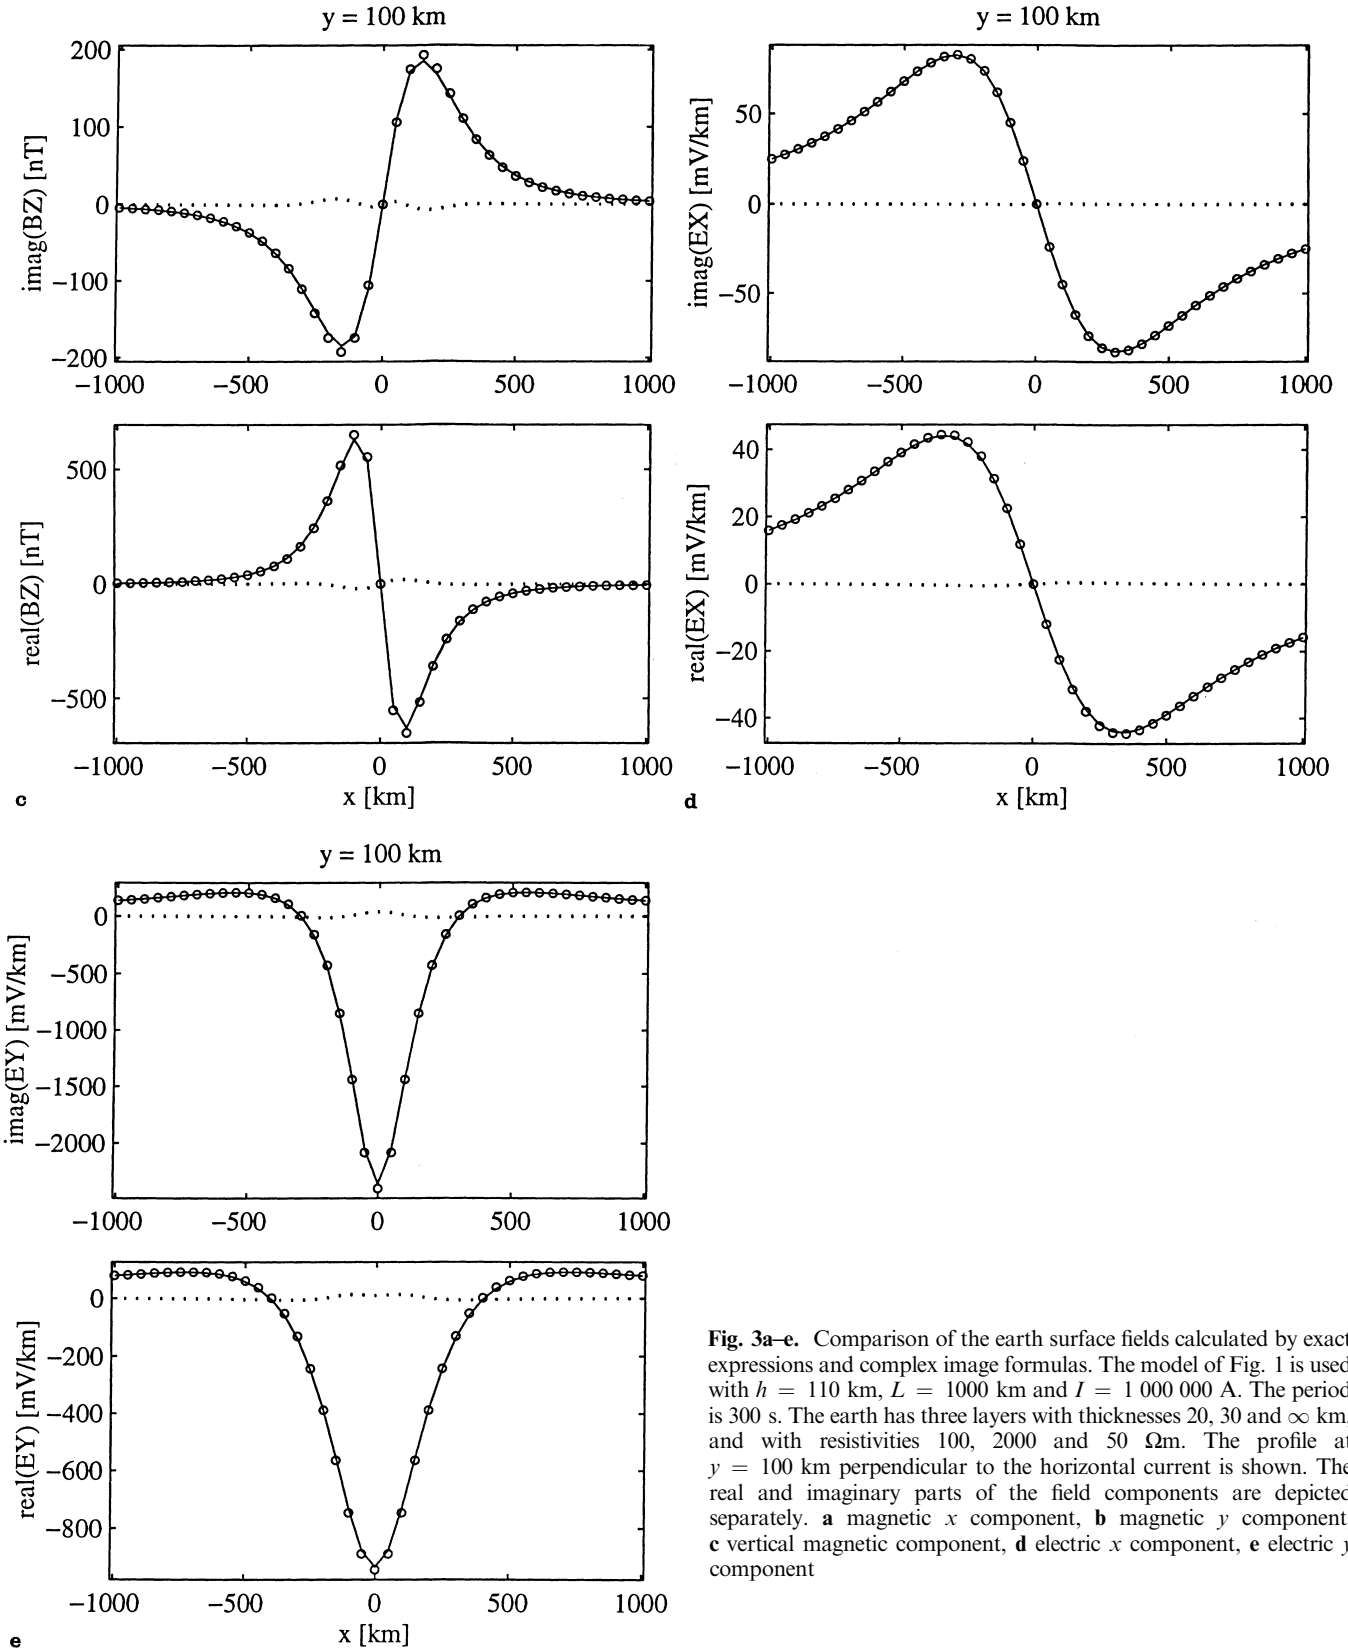 y = 100 km
200
100
0
−100
−200
imag(BZ) [nT]
−1000 −500 0 500 1000
500
0
−500
real(BZ) [nT]
−1000 −500 0 500 1000
x [km]
c
y = 100 km
50
0
−50
imag(EX) [mV/km]
−1000 −500 0 500 1000
40
20
0
−20
−40
real(EX) [mV/km]
−1000 −500 0 500 1000
x [km]
d
y = 100 km
0
−500
−1000
−1500
−2000
imag(EY) [mV/km]
−1000 −500 0 500 1000
0
−200
−400
−600
−800
real(EY) [mV/km]
−1000 −500 0 500 1000
x [km]
e
Fig. 3a–e. Comparison of the earth surface fields calculated by exact
expressions and complex image formulas. The model of Fig. 1 is used
with h = 110 km, L = 1000 km and I = 1 000 000 A. The period
is 300 s. The earth has three layers with thicknesses 20, 30 and ∞ km,
and with resistivities 100, 2000 and 50 Ωm. The profile at
y = 100 km perpendicular to the horizontal current is shown. The
real and imaginary parts of the field components are depicted
separately. a magnetic x component, b magnetic y component,
c vertical magnetic component, d electric x component, e electric y
component